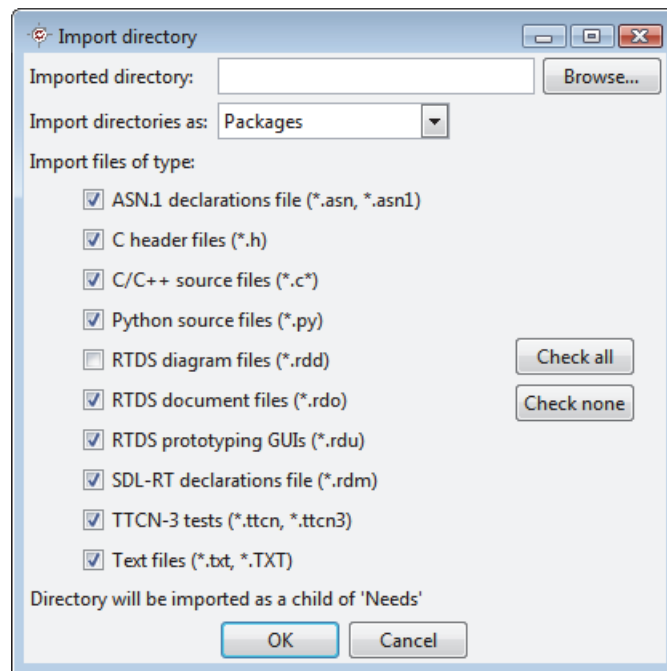 Import directory
Imported directory: Browse...
Import directories as: Packages
Import files of type:
ASN.1 declarations file (*.asn, *.asn1)
C header files (*.h)
C/C++ source files (*.c*)
Python source files (*.py)
RTDS diagram files (*.rdd) Check all
RTDS document files (*.rdo) Check none
RTDS prototyping GUIs (*.rdu)
SDL-RT declarations file (*.rdm)
TTCN-3 tests (*.ttcn, *.ttcn3)
Text files (*.txt, *.TXT)
Directory will be imported as a child of 'Needs'
OK Cancel